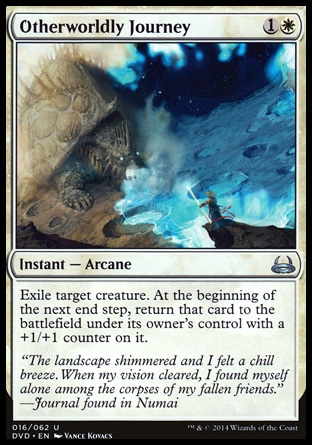 Otherworldly Journey 1
Instant — Arcane
Exile target creature. At the beginning of
the next end step, return that card to the
battlefield under its owner's control with a
+1/+1 counter on it.
"The landscape shimmered and I felt a chill
breeze. When my vision cleared, I found myself
alone among the corpses of my fallen friends."
—Journal found in Numai
016/062 U
DVD • EN Vance Kovacs
™ & © 2014 Wizards of the Coast